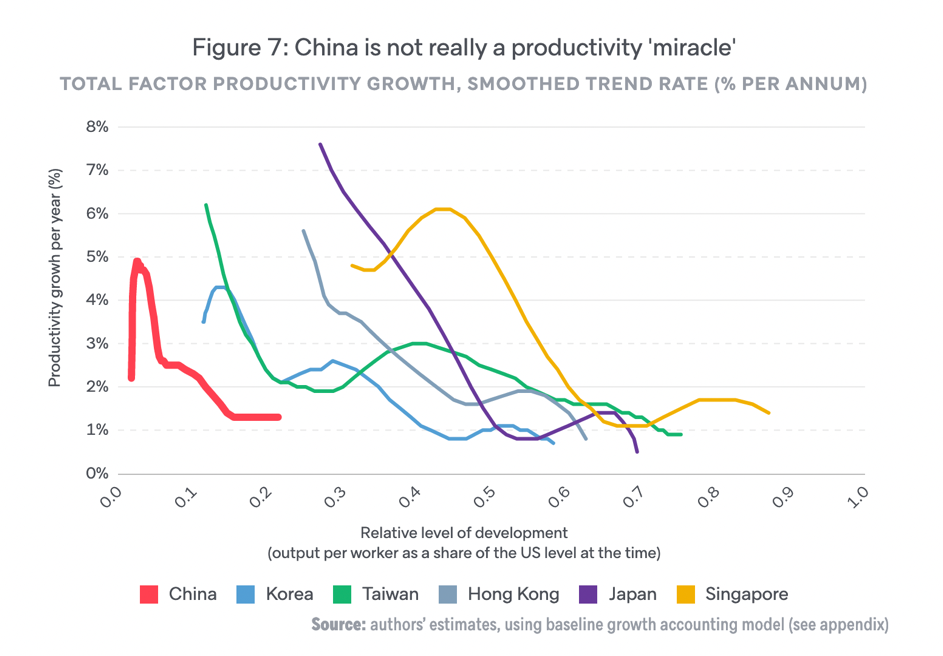 Figure 7: China is not really a productivity 'miracle'
TOTAL FACTOR PRODUCTIVITY GROWTH, SMOOTHED TREND RATE (% PER ANNUM)
Productivity growth per year (%)
8%
7%
6%
5%
4%
3%
2%
1%
0%
0.0 0.1 0.2 0.3 0.4 0.5 0.6 0.7 0.8 0.9 1.0
Relative level of development
(output per worker as a share of the US level at the time)
China Korea Taiwan Hong Kong Japan Singapore
Source: authors’ estimates, using baseline growth accounting model (see appendix)